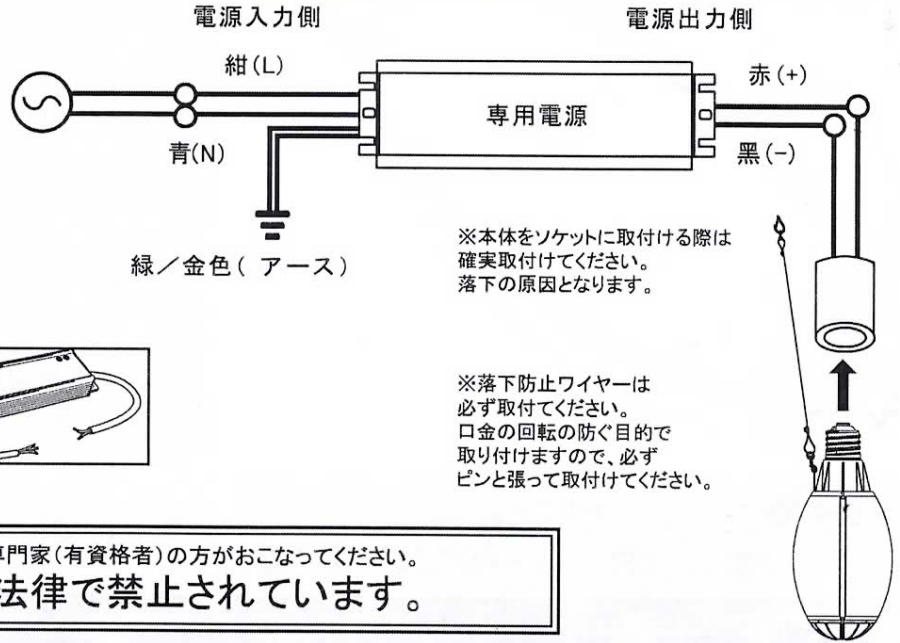 電源入力側
電源出力側
紺(L)
赤(+)
専用電源
青(N)
黒(−)
緑／金色( アース)
※本体をソケットに取付ける際は
確実取付けてください。
落下の原因となります。
※落下防止ワイヤーは
必ず取付てください。
口金の回転の防ぐ目的で
取り付けますので、必ず
ピンと張って取付けてください。
専門家(有資格者)の方がおこなってください。
法律で禁止されています。